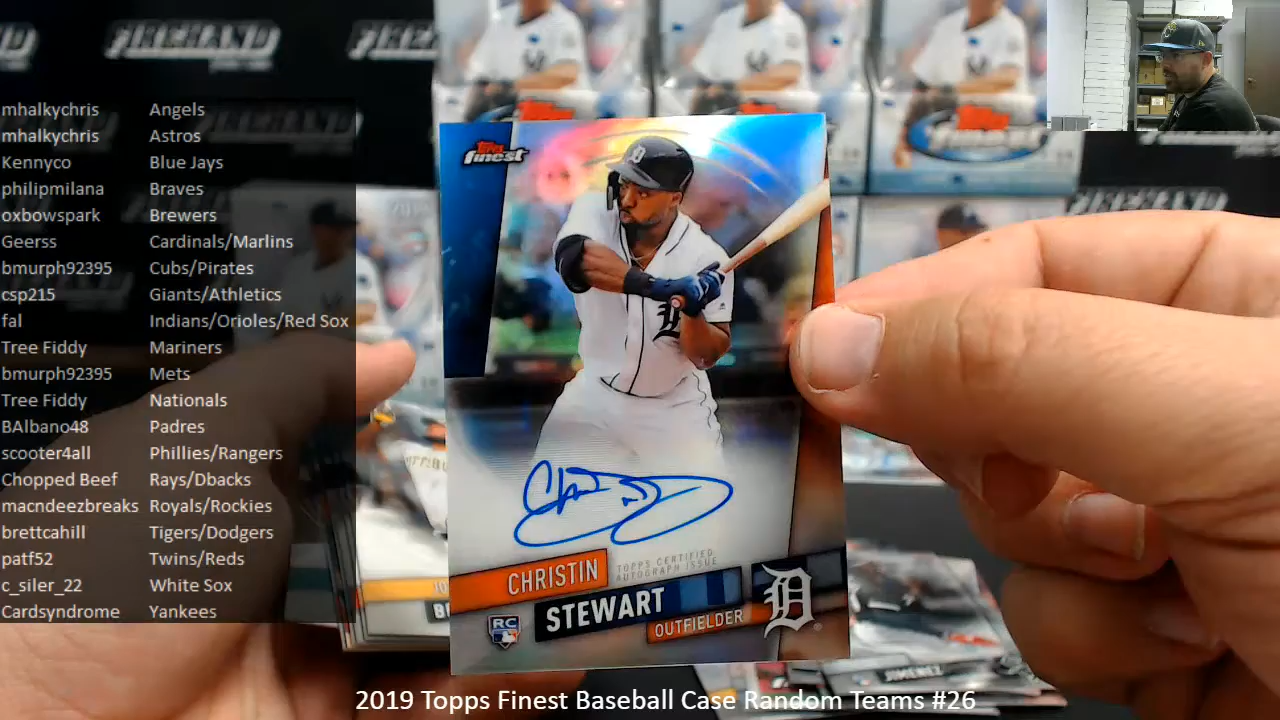 FIREHAND
mhalkychris Angels
mhalkychris Astros
Kennyco Blue Jays
philipmilana Braves
oxbowspark Brewers
Geerss Cardinals/Marlins
bmurph92395 Cubs/Pirates
csp215 Giants/Athletics
fal Indians/Orioles/Red Sox
Tree Fiddy Mariners
bmurph92395 Mets
Tree Fiddy Nationals
BAlbano48 Padres
scooter4all Phillies/Rangers
Chopped Beef Rays/Dbacks
macndeezbreaks Royals/Rockies
brettcahill Tigers/Dodgers
patf52 Twins/Reds
c_siler_22 White Sox
Cardsyndrome Yankees
Topps
finest
TOPPS CERTIFIED
AUTOGRAPH ISSUE
CHRISTIN
STEWART
OUTFIELDER
RC
D
JIMENEZ
2019 Topps Finest Baseball Case Random Teams #26